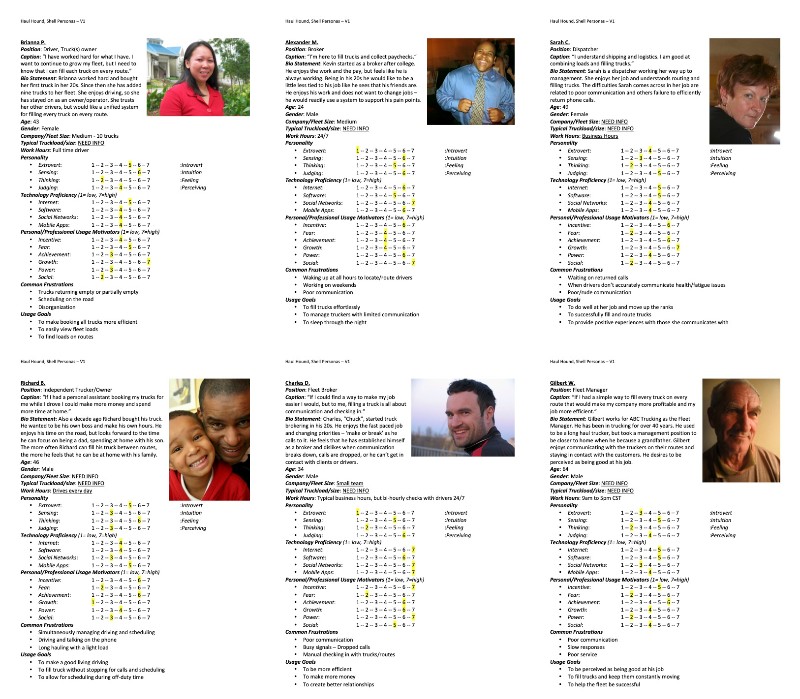 Haul Hound, Shell Personas – V1
Brianna P.
Position: Driver, Truck(s) owner
Caption: "I have worked hard for what I have. I
want to continue to grow my fleet, but I need to
know that I can fill each truck on every route."
Bio Statement: Brianna worked hard and bought
her first truck in her 20s. Since then she has added
nine trucks to her fleet. She enjoys driving, so she
has stayed on as owner/operator. She treats
her other drivers, but would like a unified system
for filling every truck on every route.
Age: 43
Gender: Female
Company/Fleet Size: Medium - 10 trucks
Typical Truckload/size: NEED INFO
Work Hours: Full time driver
Personality
• Extrovert: 1 – 2 – 3 – 4 – 5 – 6 – 7 :Introvert
• Sensing: 1 – 2 – 3 – 4 – 5 – 6 – 7 :Intuition
• Thinking: 1 – 2 – 3 – 4 – 5 – 6 – 7 :Feeling
• Judging: 1 – 2 – 3 – 4 – 5 – 6 – 7 :Perceiving
Technology Proficiency (1= low, 7=high)
• Internet: 1 – 2 – 3 – 4 – 5 – 6 – 7
• Software: 1 – 2 – 3 – 4 – 5 – 6 – 7
• Social Networks: 1 – 2 – 3 – 4 – 5 – 6 – 7
• Mobile Apps: 1 – 2 – 3 – 4 – 5 – 6 – 7
Personal/Professional Usage Motivators (1= low, 7=high)
• Incentive: 1 – 2 – 3 – 4 – 5 – 6 – 7
• Fear: 1 – 2 – 3 – 4 – 5 – 6 – 7
• Achievement: 1 – 2 – 3 – 4 – 5 – 6 – 7
• Growth: 1 – 2 – 3 – 4 – 5 – 6 – 7
• Power: 1 – 2 – 3 – 4 – 5 – 6 – 7
• Social: 1 – 2 – 3 – 4 – 5 – 6 – 7
Common Frustrations
• Trucks returning empty or partially empty
• Scheduling on the road
• Disorganization
Usage Goals
• To make booking all trucks more efficient
• To easily view fleet loads
• To find loads on routes
Haul Hound, Shell Personas – V1
Alexander M.
Position: Broker
Caption: "I'm here to fill trucks and collect paychecks."
Bio Statement: Kevin started as a broker after college.
He enjoys the work and the pay, but feels like he is
always working. Being in his 20s he would like to be a
little less tied to his job like he sees that his friends are.
He enjoys his work and does not want to change jobs –
he would readily use a system to support his pain points.
Age: 24
Gender: Male
Company/Fleet Size: Medium
Typical Truckload/size: NEED INFO
Work Hours: 24/7
Personality
• Extrovert: 1 – 2 – 3 – 4 – 5 – 6 – 7 :Introvert
• Sensing: 1 – 2 – 3 – 4 – 5 – 6 – 7 :Intuition
• Thinking: 1 – 2 – 3 – 4 – 5 – 6 – 7 :Feeling
• Judging: 1 – 2 – 3 – 4 – 5 – 6 – 7 :Perceiving
Technology Proficiency (1= low, 7=high)
• Internet: 1 – 2 – 3 – 4 – 5 – 6 – 7
• Software: 1 – 2 – 3 – 4 – 5 – 6 – 7
• Social Networks: 1 – 2 – 3 – 4 – 5 – 6 – 7
• Mobile Apps: 1 – 2 – 3 – 4 – 5 – 6 – 7
Personal/Professional Usage Motivators (1= low, 7=high)
• Incentive: 1 – 2 – 3 – 4 – 5 – 6 – 7
• Fear: 1 – 2 – 3 – 4 – 5 – 6 – 7
• Achievement: 1 – 2 – 3 – 4 – 5 – 6 – 7
• Growth: 1 – 2 – 3 – 4 – 5 – 6 – 7
• Power: 1 – 2 – 3 – 4 – 5 – 6 – 7
• Social: 1 – 2 – 3 – 4 – 5 – 6 – 7
Common Frustrations
• Waking up at all hours to locate/route drivers
• Working on weekends
• Poor communication
Usage Goals
• To fill trucks effortlessly
• To manage truckers with limited communication
• To sleep through the night
Haul Hound, Shell Personas – V1
Sarah C.
Position: Dispatcher
Caption: "I understand shipping and logistics. I am good at
combining loads and filling trucks."
Bio Statement: Sarah is a dispatcher working her way up to
management. She enjoys her job and understands routing and
filling trucks. The difficulties Sarah comes across in her job are
related to poor communication and others failure to efficiently
return phone calls.
Age: 49
Gender: Female
Company/Fleet Size: NEED INFO
Typical Truckload/size: NEED INFO
Work Hours: Business Hours
Personality
• Extrovert: 1 – 2 – 3 – 4 – 5 – 6 – 7 :Introvert
• Sensing: 1 – 2 – 3 – 4 – 5 – 6 – 7 :Intuition
• Thinking: 1 – 2 – 3 – 4 – 5 – 6 – 7 :Feeling
• Judging: 1 – 2 – 3 – 4 – 5 – 6 – 7 :Perceiving
Technology Proficiency (1= low, 7=high)
• Internet: 1 – 2 – 3 – 4 – 5 – 6 – 7
• Software: 1 – 2 – 3 – 4 – 5 – 6 – 7
• Social Networks: 1 – 2 – 3 – 4 – 5 – 6 – 7
• Mobile Apps: 1 – 2 – 3 – 4 – 5 – 6 – 7
Personal/Professional Usage Motivators (1= low, 7=high)
• Incentive: 1 – 2 – 3 – 4 – 5 – 6 – 7
• Fear: 1 – 2 – 3 – 4 – 5 – 6 – 7
• Achievement: 1 – 2 – 3 – 4 – 5 – 6 – 7
• Growth: 1 – 2 – 3 – 4 – 5 – 6 – 7
• Power: 1 – 2 – 3 – 4 – 5 – 6 – 7
• Social: 1 – 2 – 3 – 4 – 5 – 6 – 7
Common Frustrations
• Waiting on returned calls
• When drivers don't accurately communicate health/fatigue issues
• Poor/rude communication
Usage Goals
• To do well at her job and move up the ranks
• To successfully fill and route trucks
• To provide positive experiences with those she communicates with
Haul Hound, Shell Personas – V1
Richard B.
Position: Independent Trucker/Owner
Caption: "If I had a personal assistant booking my trucks for
me while I drove I could make more money and spend
more time at home."
Bio Statement: Also a decade ago Richard bought his truck.
He wanted to be his own boss and make his own hours. He
enjoys his time on the road, but looks forward to the time
he can focus on being a dad, spending at home with his son.
The more often Richard can fill his truck between routes,
the more he feels that he can be at home with his family.
Age: 46
Gender: Male
Company/Fleet Size: NEED INFO
Typical Truckload/size: NEED INFO
Work Hours: Drives every day
Personality
• Extrovert: 1 – 2 – 3 – 4 – 5 – 6 – 7 :Introvert
• Sensing: 1 – 2 – 3 – 4 – 5 – 6 – 7 :Intuition
• Thinking: 1 – 2 – 3 – 4 – 5 – 6 – 7 :Feeling
• Judging: 1 – 2 – 3 – 4 – 5 – 6 – 7 :Perceiving
Technology Proficiency (1= low, 7=high)
• Internet: 1 – 2 – 3 – 4 – 5 – 6 – 7
• Software: 1 – 2 – 3 – 4 – 5 – 6 – 7
• Social Networks: 1 – 2 – 3 – 4 – 5 – 6 – 7
• Mobile Apps: 1 – 2 – 3 – 4 – 5 – 6 – 7
Personal/Professional Usage Motivators (1= low, 7=high)
• Incentive: 1 – 2 – 3 – 4 – 5 – 6 – 7
• Fear: 1 – 2 – 3 – 4 – 5 – 6 – 7
• Achievement: 1 – 2 – 3 – 4 – 5 – 6 – 7
• Growth: 1 – 2 – 3 – 4 – 5 – 6 – 7
• Power: 1 – 2 – 3 – 4 – 5 – 6 – 7
• Social: 1 – 2 – 3 – 4 – 5 – 6 – 7
Common Frustrations
• Simultaneously managing driving and scheduling
• Driving and talking on the phone
• Long hauling with a light load
Usage Goals
• To make a good living driving
• To fill truck without stopping for calls and scheduling
• To allow for scheduling during off-duty time
Haul Hound, Shell Personas – V1
Charles D.
Position: Fleet Broker
Caption: "If I could find a way to make my job
easier I would, but to me, filling a truck is all about
communication and checking in."
Bio Statement: Charles, "Chuck", started truck
brokering in his 20s. He enjoys the fast paced job
and changing priorities – 'make or break' as he
calls to it. He feels that he has established himself
as a broker and dislikes when communication
breaks down, calls are dropped, or he can't get in
contact with clients or drivers.
Age: 34
Gender: Male
Company/Fleet Size: Small team
Typical Truckload/size: NEED INFO
Work Hours: Typical business hours, but bi-hourly checks with drivers 24/7
Personality
• Extrovert: 1 – 2 – 3 – 4 – 5 – 6 – 7 :Introvert
• Sensing: 1 – 2 – 3 – 4 – 5 – 6 – 7 :Intuition
• Thinking: 1 – 2 – 3 – 4 – 5 – 6 – 7 :Feeling
• Judging: 1 – 2 – 3 – 4 – 5 – 6 – 7 :Perceiving
Technology Proficiency (1= low, 7=high)
• Internet: 1 – 2 – 3 – 4 – 5 – 6 – 7
• Software: 1 – 2 – 3 – 4 – 5 – 6 – 7
• Social Networks: 1 – 2 – 3 – 4 – 5 – 6 – 7
• Mobile Apps: 1 – 2 – 3 – 4 – 5 – 6 – 7
Personal/Professional Usage Motivators (1= low, 7=high)
• Incentive: 1 – 2 – 3 – 4 – 5 – 6 – 7
• Fear: 1 – 2 – 3 – 4 – 5 – 6 – 7
• Achievement: 1 – 2 – 3 – 4 – 5 – 6 – 7
• Growth: 1 – 2 – 3 – 4 – 5 – 6 – 7
• Power: 1 – 2 – 3 – 4 – 5 – 6 – 7
• Social: 1 – 2 – 3 – 4 – 5 – 6 – 7
Common Frustrations
• Poor communication
• Busy signals – Dropped calls
• Manual checking in with trucks/routes
Usage Goals
• To be more efficient
• To make more money
• To create better relationships
Haul Hound, Shell Personas – V1
Gilbert W.
Position: Fleet Manager
Caption: "If I had a simple way to fill every truck on every
route that would make my company more profitable and my
job more efficient."
Bio Statement: Gilbert works for ABC Trucking as the Fleet
Manager. He has been in trucking for over 40 years. He used
to be a long haul trucker, but took a management position to
be closer to home when he became a grandfather. Gilbert
enjoys communicating with the truckers on their routes and
staying in contact with the customers. He desires to be
perceived as being good at his job.
Age: 64
Gender: Male
Company/Fleet Size: NEED INFO
Typical Truckload/size: NEED INFO
Work Hours: 9am to 5pm CST
Personality
• Extrovert: 1 – 2 – 3 – 4 – 5 – 6 – 7 :Introvert
• Sensing: 1 – 2 – 3 – 4 – 5 – 6 – 7 :Intuition
• Thinking: 1 – 2 – 3 – 4 – 5 – 6 – 7 :Feeling
• Judging: 1 – 2 – 3 – 4 – 5 – 6 – 7 :Perceiving
Technology Proficiency (1= low, 7=high)
• Internet: 1 – 2 – 3 – 4 – 5 – 6 – 7
• Software: 1 – 2 – 3 – 4 – 5 – 6 – 7
• Social Networks: 1 – 2 – 3 – 4 – 5 – 6 – 7
• Mobile Apps: 1 – 2 – 3 – 4 – 5 – 6 – 7
Personal/Professional Usage Motivators (1= low, 7=high)
• Incentive: 1 – 2 – 3 – 4 – 5 – 6 – 7
• Fear: 1 – 2 – 3 – 4 – 5 – 6 – 7
• Achievement: 1 – 2 – 3 – 4 – 5 – 6 – 7
• Growth: 1 – 2 – 3 – 4 – 5 – 6 – 7
• Power: 1 – 2 – 3 – 4 – 5 – 6 – 7
• Social: 1 – 2 – 3 – 4 – 5 – 6 – 7
Common Frustrations
• Poor communication
• Slow responses
• Poor service
Usage Goals
• To be perceived as being good at his job
• To fill trucks and keep them constantly moving
• To help the fleet be successful